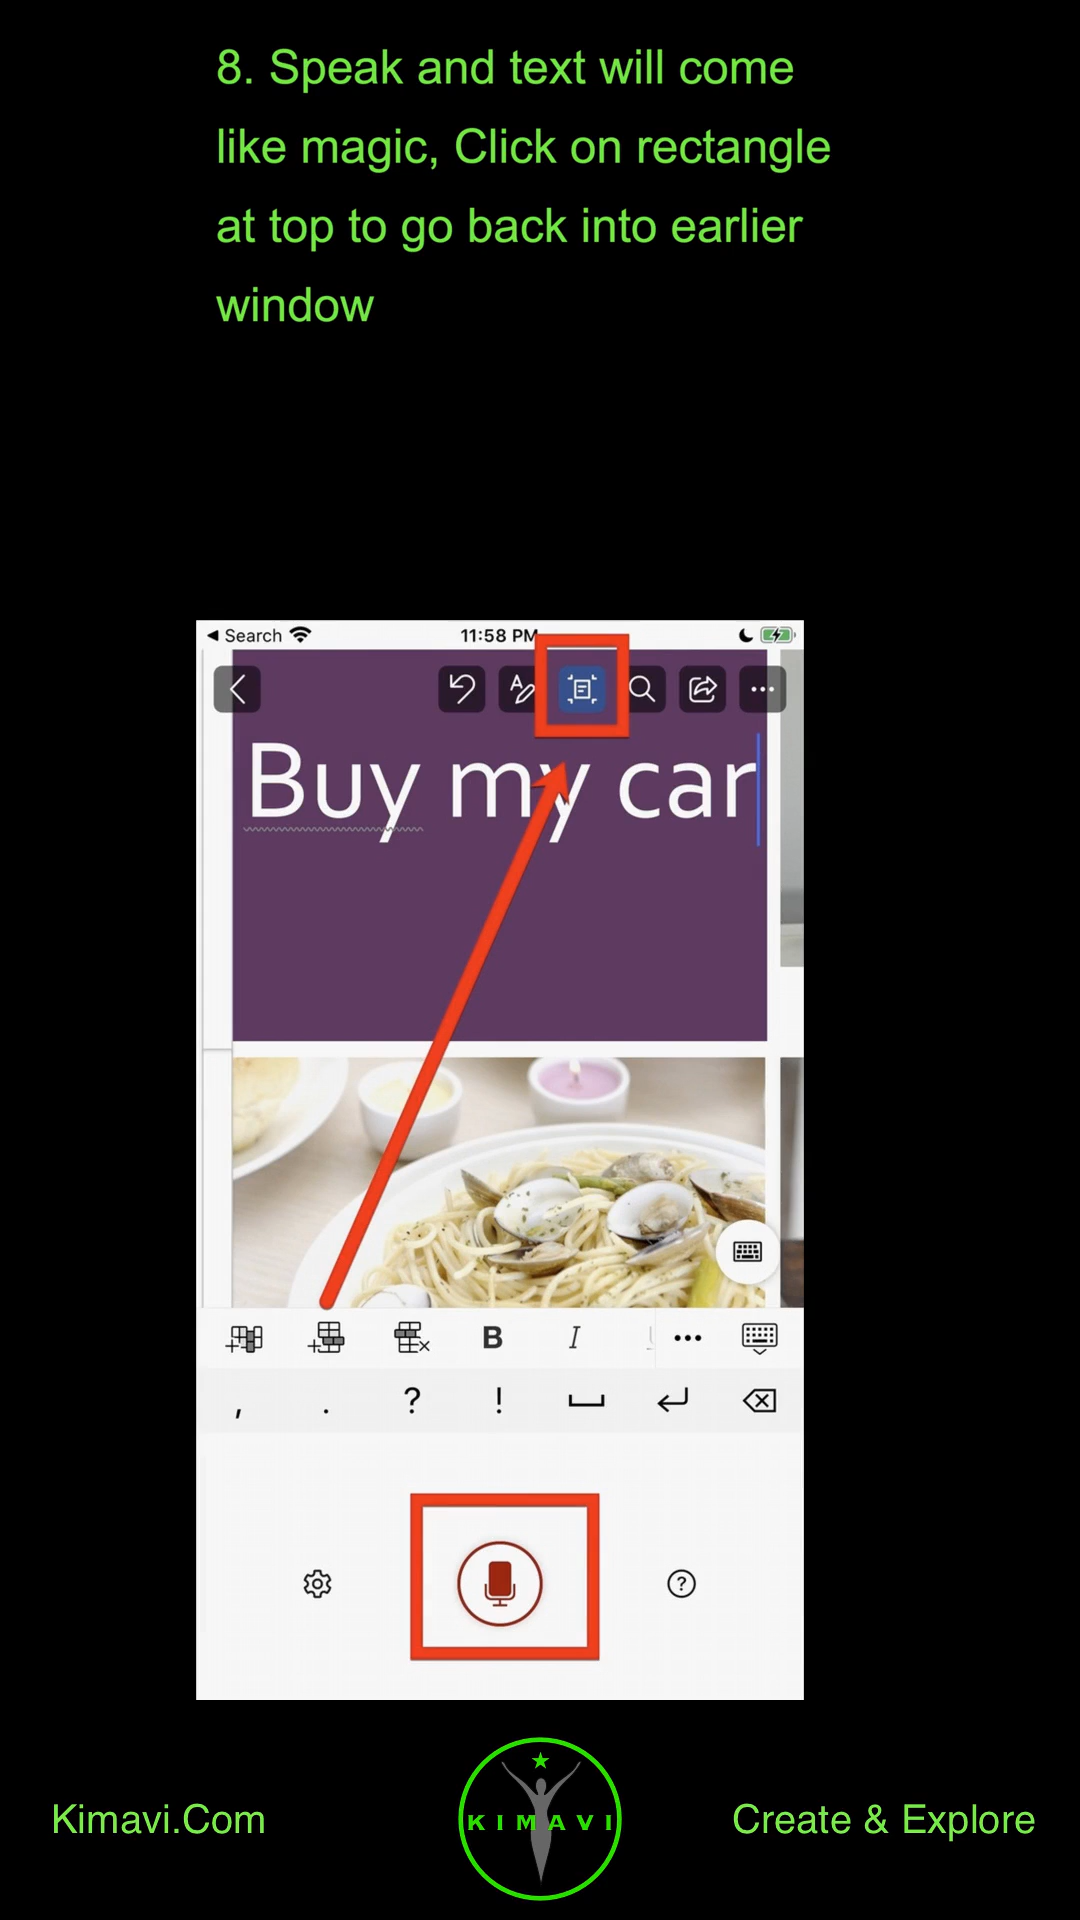 8. Speak and text will come
like magic, Click on rectangle
at top to go back into earlier
window
Search 11:58 PM
Buy my car
B I
, . ? !
?
Kimavi.Com
KIMAVI
Create & Explore